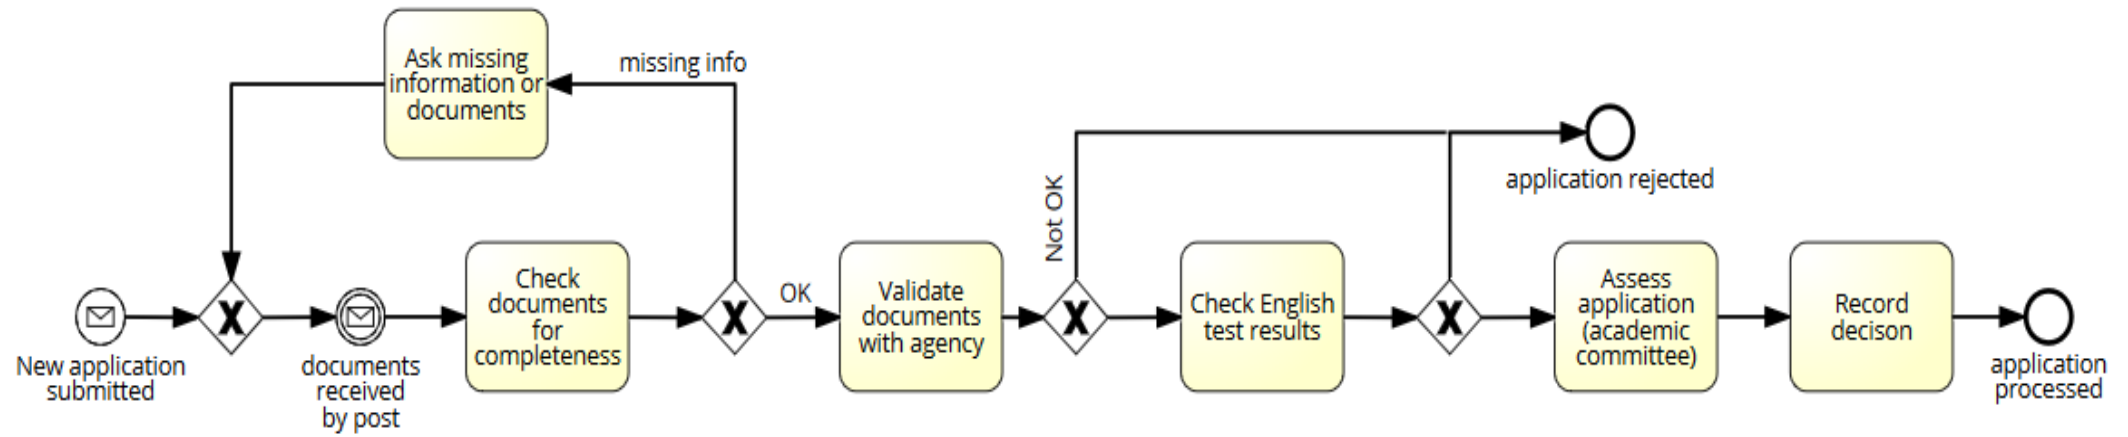 Ask missing
information or
documents
missing info
New application
submitted
documents
received
by post
Check
documents
for
completeness
OK
Validate
documents
with agency
Not OK
Check English
test results
application rejected
Assess
application
(academic
committee)
Record
decison
application
processed